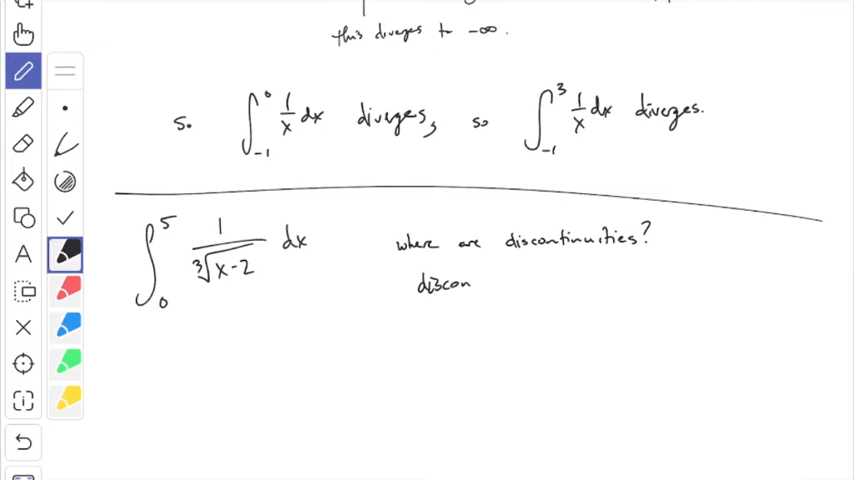 this diverges to -∞.
so ∫_{-1}^{0} 1/x dx diverges, so ∫_{-1}^{3} 1/x dx diverges.
∫_{0}^{5} 1/∛(x-2) dx where are discontinuities?
discon